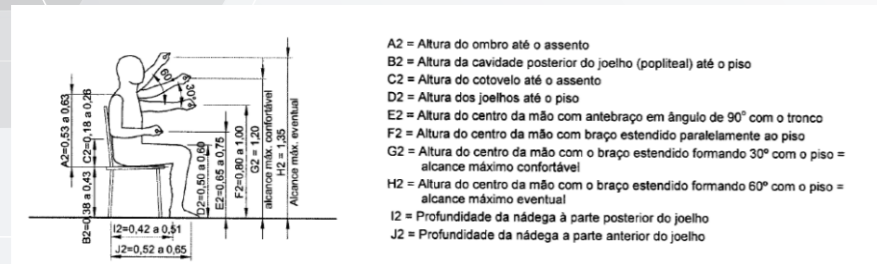 60°
30°
A2=0,53 a 0,63
C2=0,18 a 0,26
B2=0,38 a 0,43
D2=0,50 a 0,60
E2=0,65 a 0,75
F2=0,80 a 1,00
G2 = 1,20
alcance máx. confortável
H2 = 1,35
Alcance máx. eventual
I2=0,42 a 0,51
J2=0,52 a 0,65
A2 = Altura do ombro até o assento
B2 = Altura da cavidade posterior do joelho (popliteal) até o piso
C2 = Altura do cotovelo até o assento
D2 = Altura dos joelhos até o piso
E2 = Altura do centro da mão com antebraço em ângulo de 90° com o tronco
F2 = Altura do centro da mão com braço estendido paralelamente ao piso
G2 = Altura do centro da mão com o braço estendido formando 30º com o piso =
alcance máximo confortável
H2 = Altura do centro da mão com o braço estendido formando 60º com o piso =
alcance máximo eventual
I2 = Profundidade da nádega à parte posterior do joelho
J2 = Profundidade da nádega a parte anterior do joelho